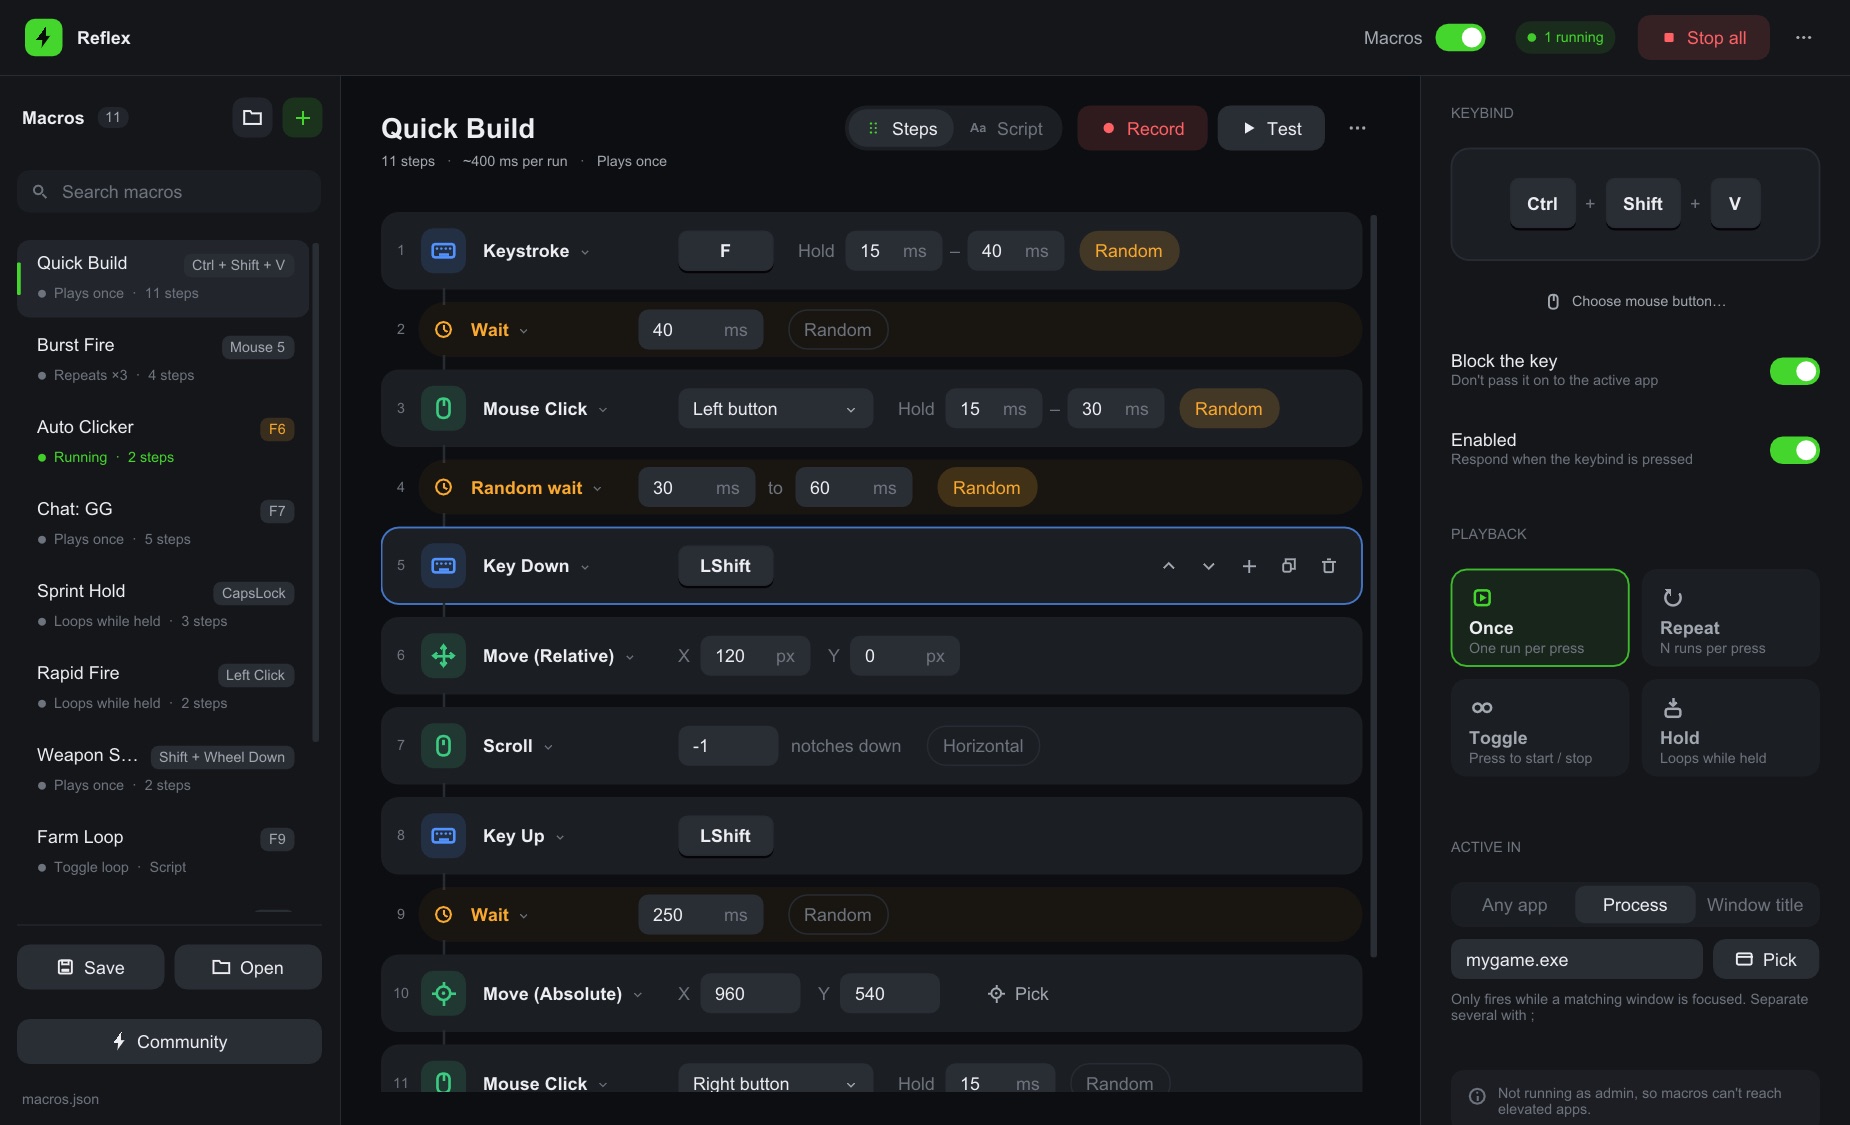 Reflex
Macros
1 running
Stop all
Macros 11
Search macros
Quick Build Ctrl + Shift + V
Plays once · 11 steps
Burst Fire Mouse 5
Repeats ×3 · 4 steps
Auto Clicker F6
Running · 2 steps
Chat: GG F7
Plays once · 5 steps
Sprint Hold CapsLock
Loops while held · 3 steps
Rapid Fire Left Click
Loops while held · 2 steps
Weapon S… Shift + Wheel Down
Plays once · 2 steps
Farm Loop F9
Toggle loop · Script
Save Open
Community
macros.json
Quick Build
11 steps · ~400 ms per run · Plays once
Steps Aa Script Record Test
1 Keystroke F Hold 15 ms – 40 ms Random
2 Wait 40 ms Random
3 Mouse Click Left button Hold 15 ms – 30 ms Random
4 Random wait 30 ms to 60 ms Random
5 Key Down LShift
6 Move (Relative) X 120 px Y 0 px
7 Scroll -1 notches down Horizontal
8 Key Up LShift
9 Wait 250 ms Random
10 Move (Absolute) X 960 Y 540 Pick
11 Mouse Click Right button Hold 15 ms Random
KEYBIND
Ctrl + Shift + V
Choose mouse button…
Block the key
Don't pass it on to the active app
Enabled
Respond when the keybind is pressed
PLAYBACK
Once
One run per press
Repeat
N runs per press
Toggle
Press to start / stop
Hold
Loops while held
ACTIVE IN
Any app Process Window title
mygame.exe Pick
Only fires while a matching window is focused. Separate
several with ;
Not running as admin, so macros can't reach
elevated apps.